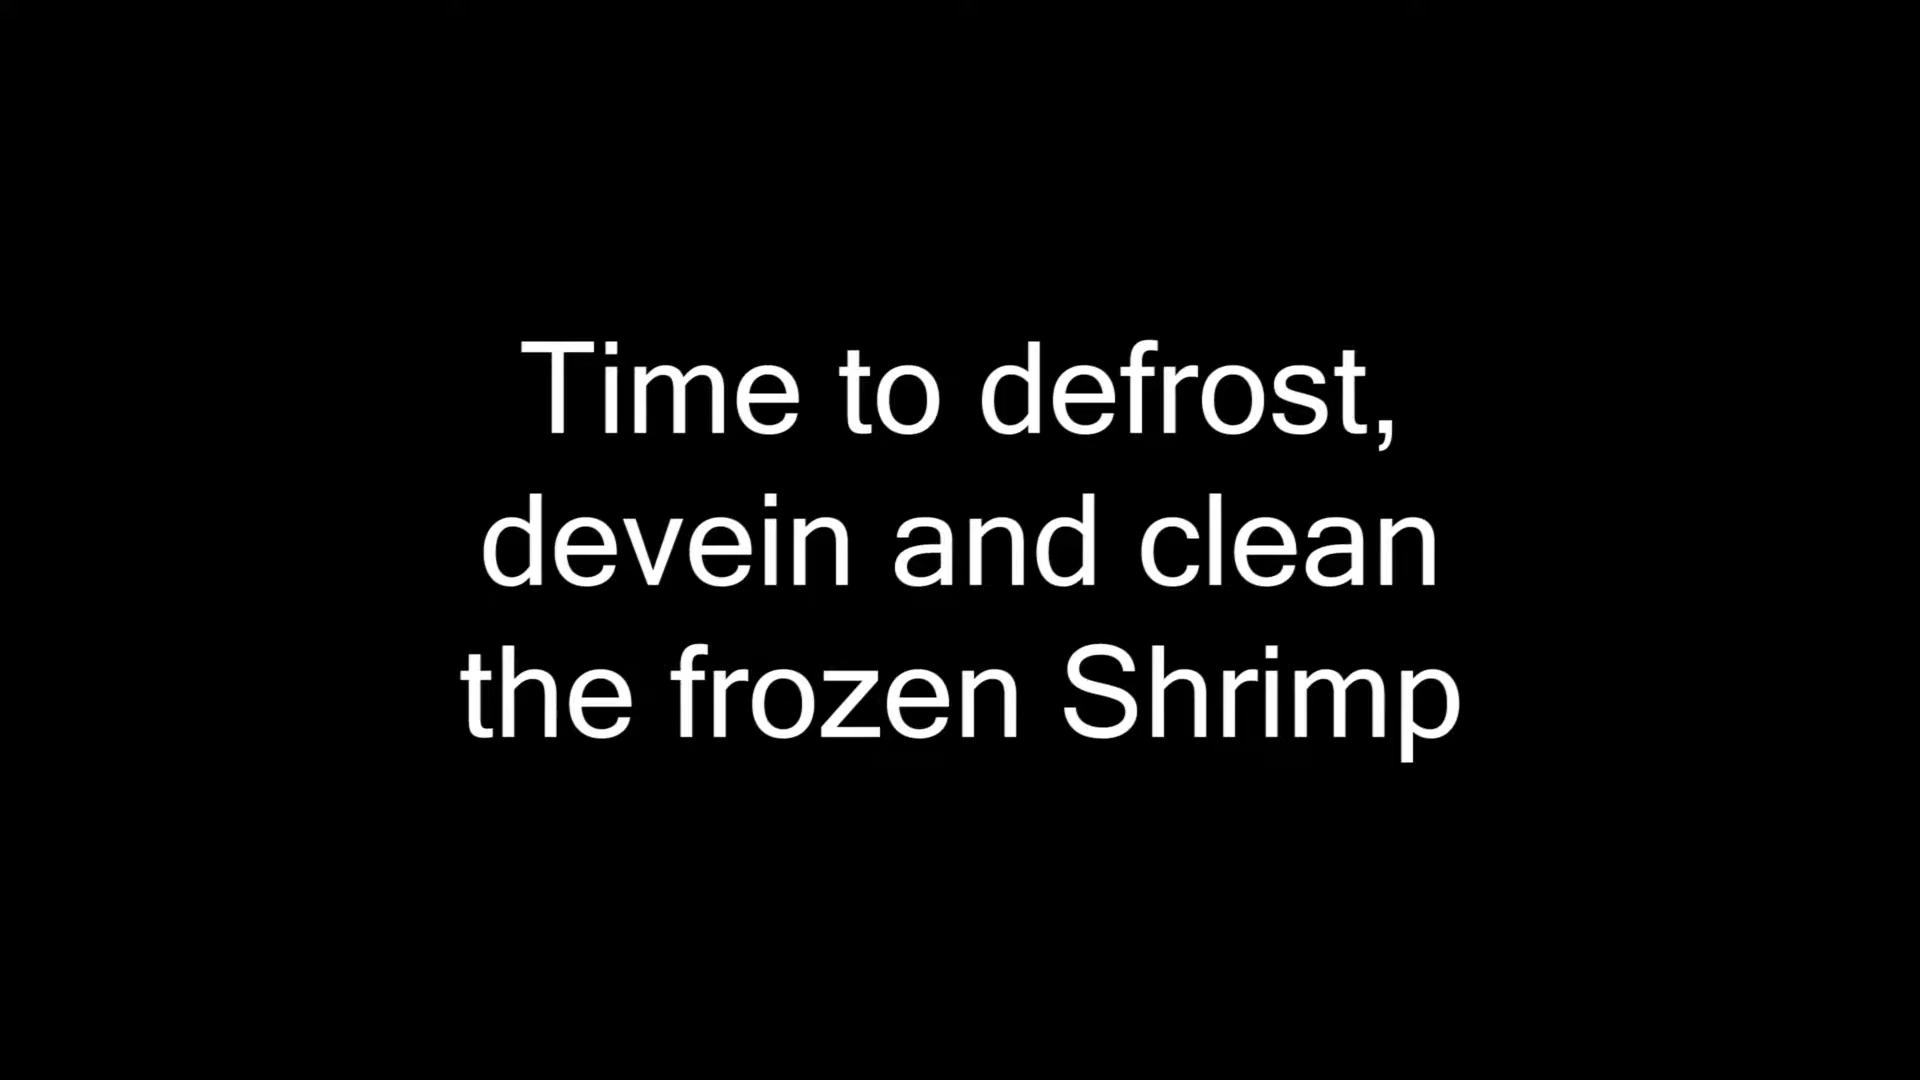 Time to defrost,
devein and clean
the frozen Shrimp